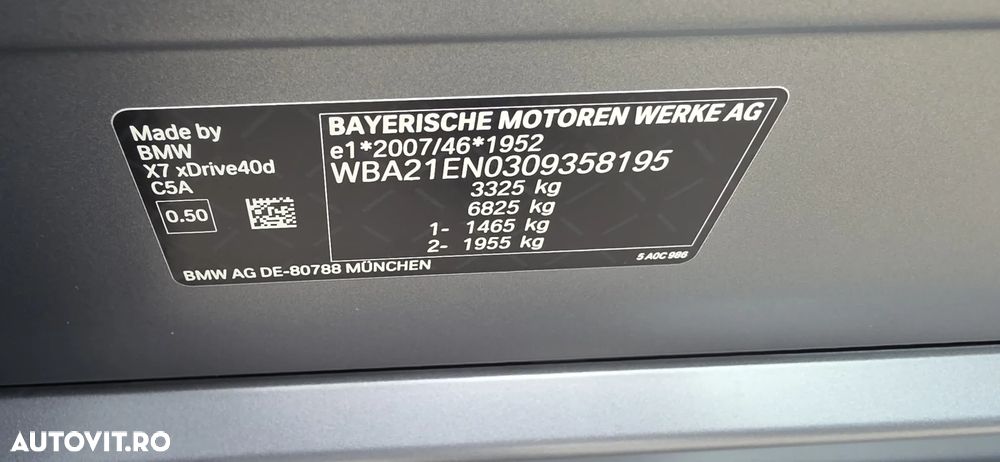 Made by
BMW
X7 xDrive40d
C5A
0.50
BAYERISCHE MOTOREN WERKE AG
e1*2007/46*1952
WBA21EN0309358195
3325 kg
6825 kg
1- 1465 kg
2- 1955 kg
BMW AG DE-80788 MÜNCHEN
5 A0C 986
AUTOVIT.RO